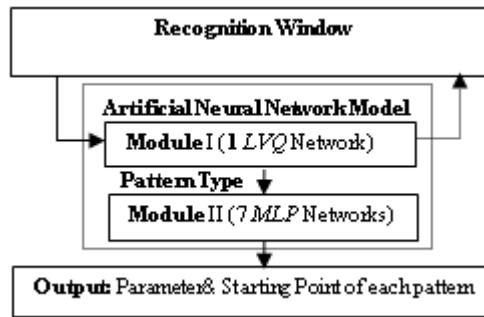 Recognition Window
Artificial Neural Network Model
Module I (1 LVQ Network)
Pattern Type
Module II (7 MLP Networks)
Output: Parameter & Starting Point of each pattern